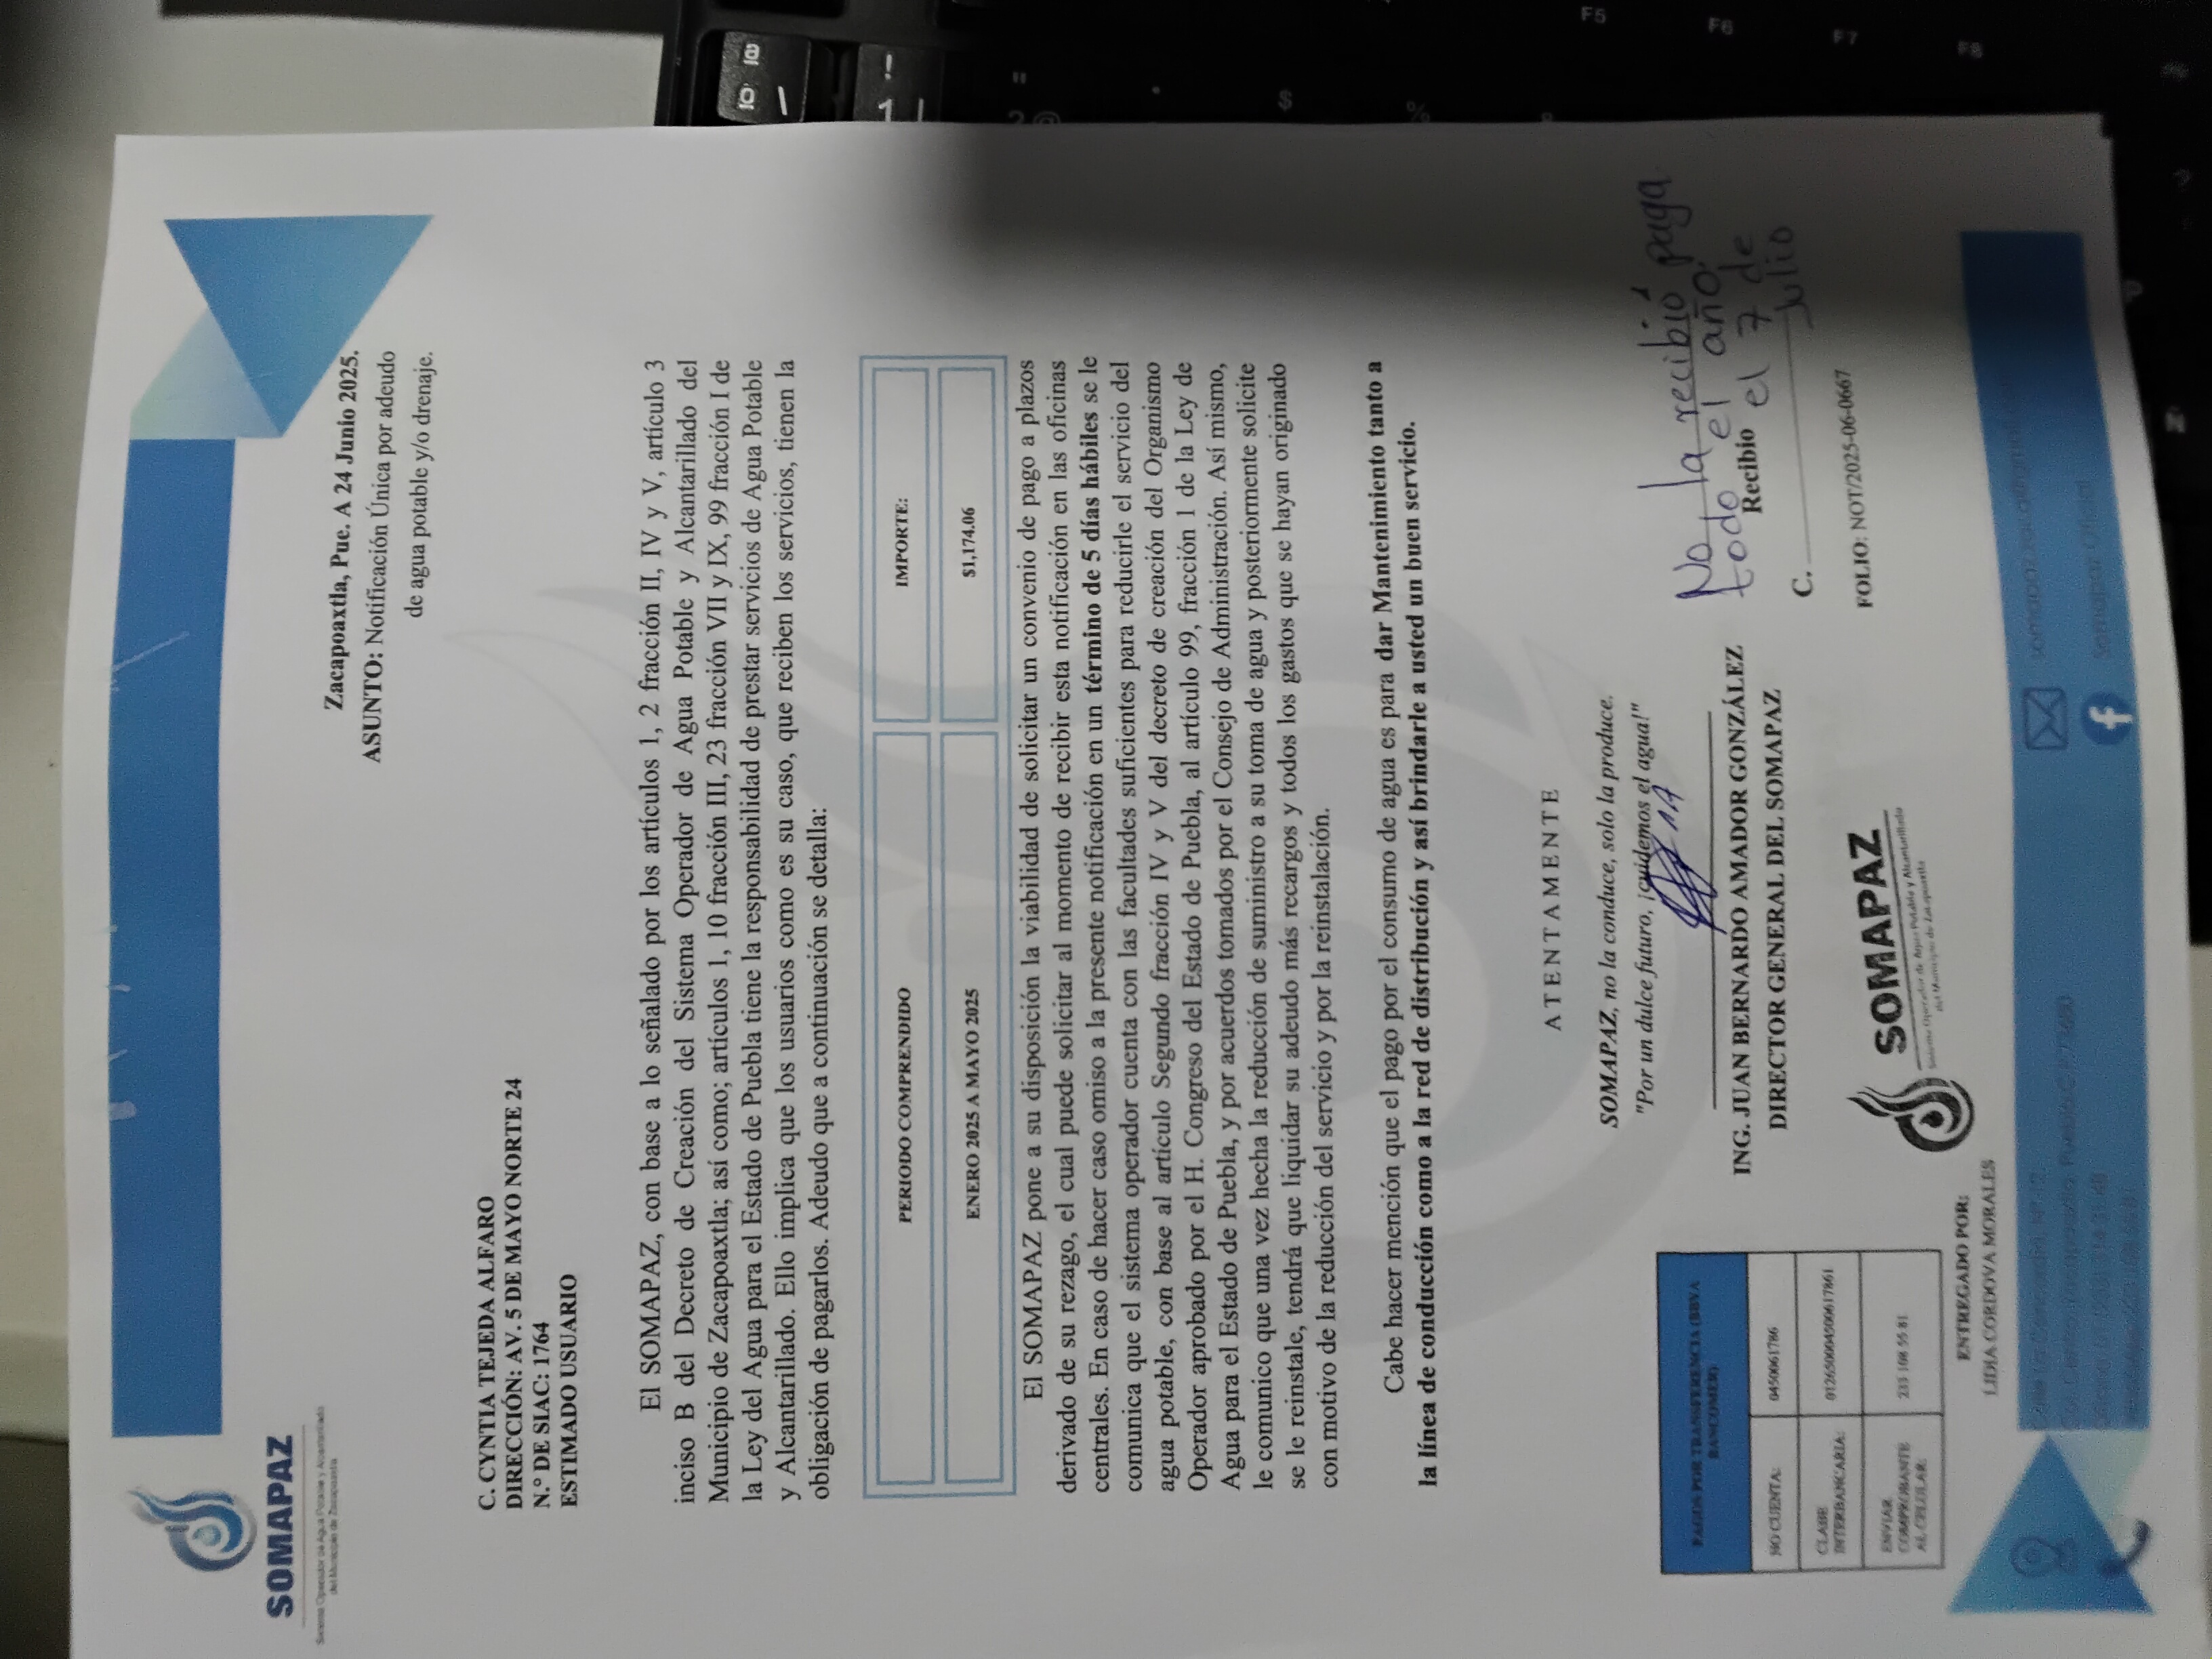 SOMAPAZ
Sistema Operador de Agua Potable y Alcantarillado
del Municipio de Zacapoaxtla
Zacapoaxtla, Pue. A 24 Junio 2025.
ASUNTO: Notificación Única por adeudo
de agua potable y/o drenaje.
C. CYNTIA TEJEDA ALFARO
DIRECCIÓN: AV. 5 DE MAYO NORTE 24
N.° DE SIAC: 1764
ESTIMADO USUARIO
El SOMAPAZ, con base a lo señalado por los artículos 1, 2 fracción II, IV y V, artículo 3
inciso B del Decreto de Creación del Sistema Operador de Agua Potable y Alcantarillado del
Municipio de Zacapoaxtla; así como; artículos 1, 10 fracción III, 23 fracción VII y IX, 99 fracción I de
la Ley del Agua para el Estado de Puebla tiene la responsabilidad de prestar servicios de Agua Potable
y Alcantarillado. Ello implica que los usuarios como es su caso, que reciben los servicios, tienen la
obligación de pagarlos. Adeudo que a continuación se detalla:
PERIODO COMPRENDIDO IMPORTE:
ENERO 2025 A MAYO 2025 $1,174.06
El SOMAPAZ pone a su disposición la viabilidad de solicitar un convenio de pago a plazos
derivado de su rezago, el cual puede solicitar al momento de recibir esta notificación en las oficinas
centrales. En caso de hacer caso omiso a la presente notificación en un término de 5 días hábiles se le
comunica que el sistema operador cuenta con las facultades suficientes para reducirle el servicio del
agua potable, con base al artículo Segundo fracción IV y V del decreto de creación del Organismo
Operador aprobado por el H. Congreso del Estado de Puebla, al artículo 99, fracción 1 de la Ley de
Agua para el Estado de Puebla, y por acuerdos tomados por el Consejo de Administración. Así mismo,
le comunico que una vez hecha la reducción de suministro a su toma de agua y posteriormente solicite
se le reinstale, tendrá que liquidar su adeudo más recargos y todos los gastos que se hayan originado
con motivo de la reducción del servicio y por la reinstalación.
Cabe hacer mención que el pago por el consumo de agua es para dar Mantenimiento tanto a
la línea de conducción como a la red de distribución y así brindarle a usted un buen servicio.
ATENTAMENTE
SOMAPAZ, no la conduce, solo la produce.
"Por un dulce futuro, ¡cuidemos el agua!"
ING. JUAN BERNARDO AMADOR GONZÁLEZ
DIRECTOR GENERAL DEL SOMAPAZ
No la recibió, paga
todo el año,
el 7 de
Julio
Recibio
C.
FOLIO: NOT/2025-06-0667
PAGOS POR TRANSFERENCIA (BBVA
BANCOMER)
NO CUENTA: 0450061786
CLABE
INTERBANCARIA: 012650004500617861
ENVIAR
COMPROBANTE
AL CELULAR: 233 108 55 81
SOMAPAZ
Sistema Operador de Agua Potable y Alcantarillado
del Municipio de Zacapoaxtla
ENTREGADO POR:
LIDIA CORDOVA MORALES
Somapaz Oficial
F5
F6
F7
F8